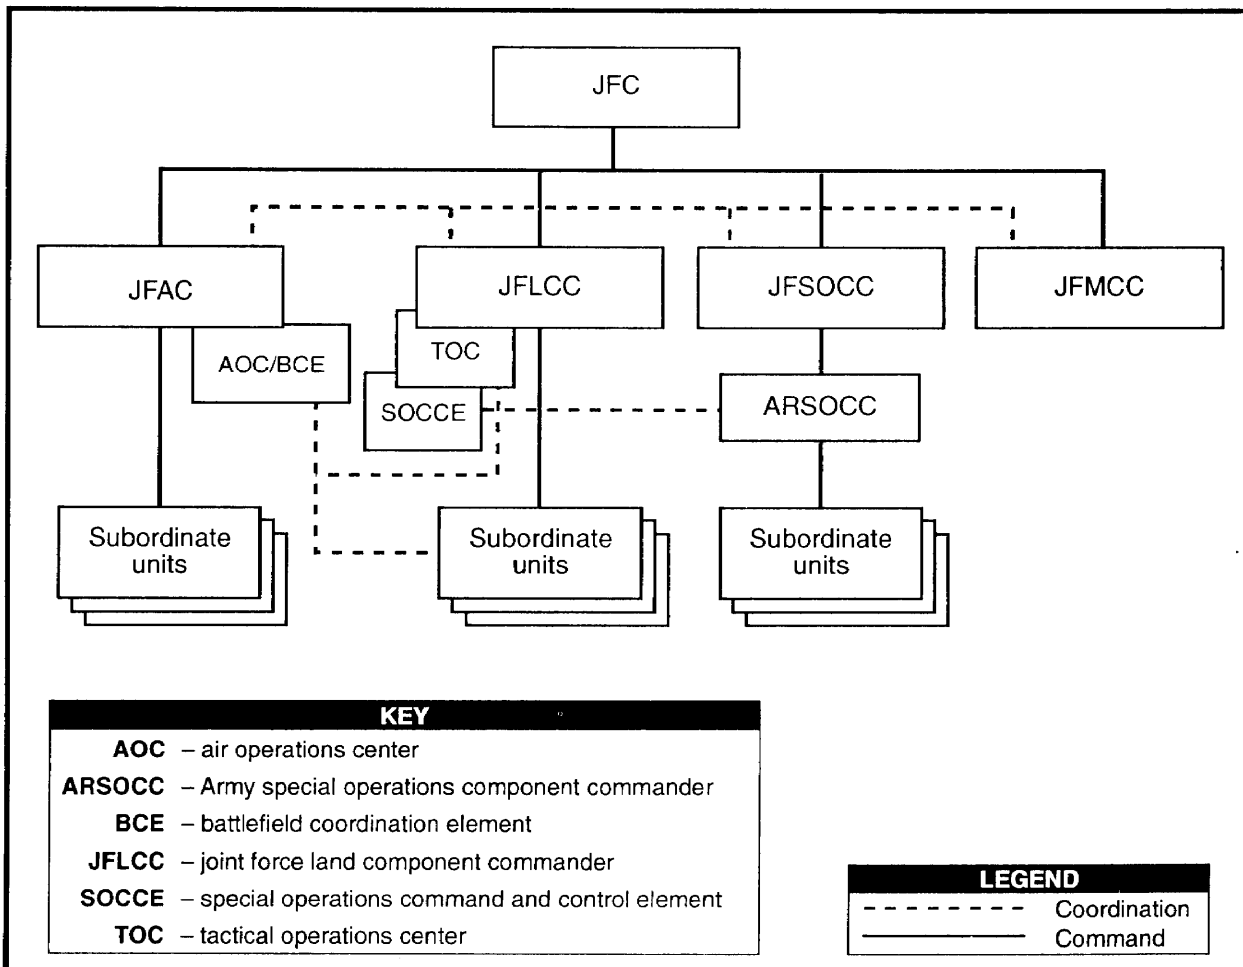 JFC
JFAC
JFLCC
JFSOCC
JFMCC
AOC/BCE
TOC
SOCCE
ARSOCC
Subordinate
units
Subordinate
units
Subordinate
units
KEY
AOC – air operations center
ARSOCC – Army special operations component commander
BCE – battlefield coordination element
JFLCC – joint force land component commander
SOCCE – special operations command and control element
TOC – tactical operations center
LEGEND
Coordination
Command